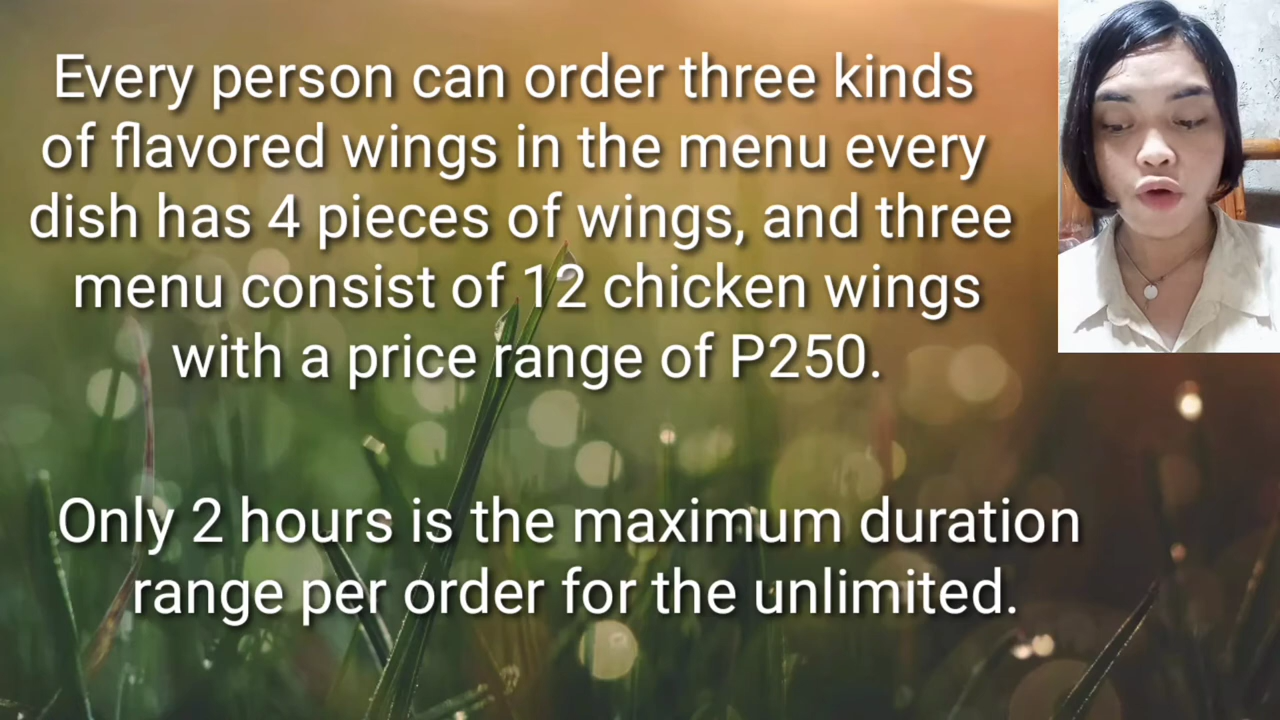 Every person can order three kinds
of flavored wings in the menu every
dish has 4 pieces of wings, and three
menu consist of 12 chicken wings
with a price range of P250.
Only 2 hours is the maximum duration
range per order for the unlimited.